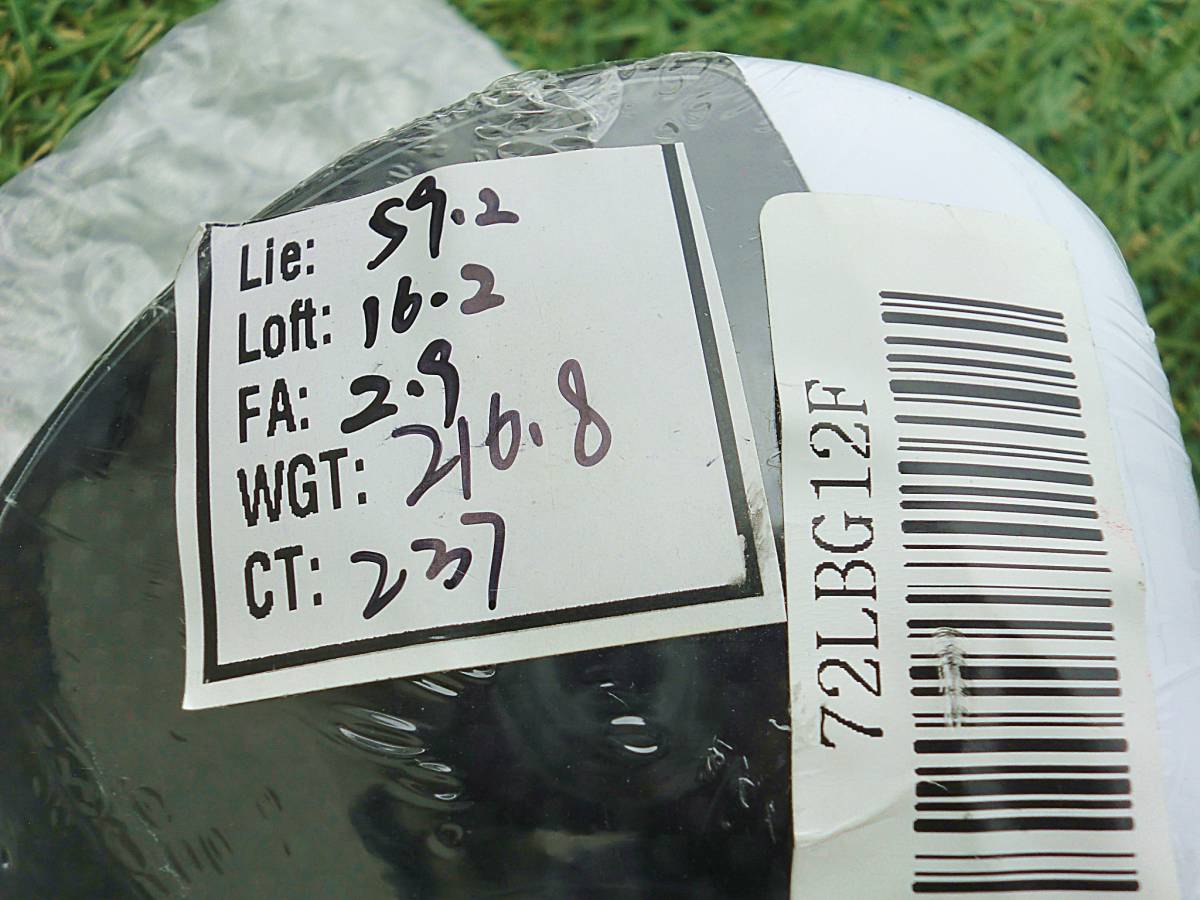 Lie: 59.2
Loft: 16.2
FA: 2.9
WGT: 216.8
CT: 237
72LBG12F